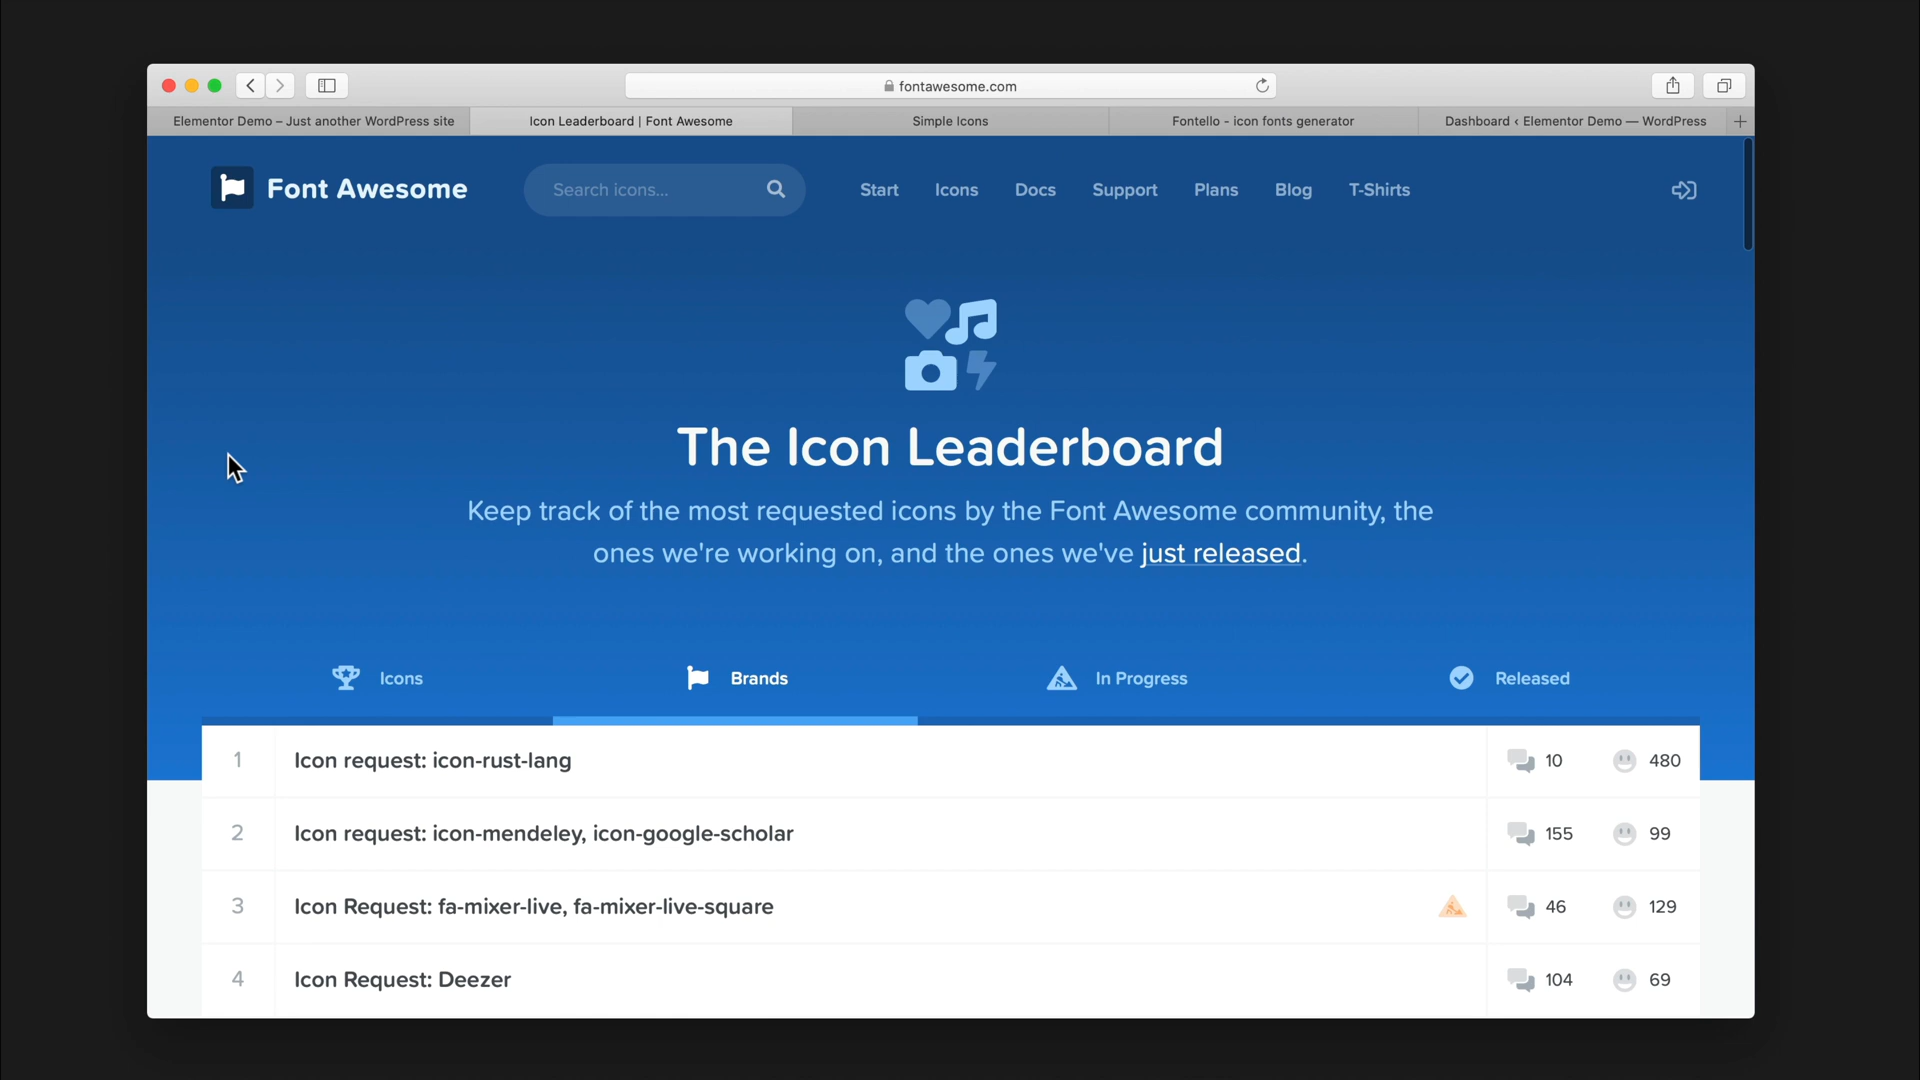 fontawesome.com
Elementor Demo – Just another WordPress site
Icon Leaderboard | Font Awesome
Simple Icons
Fontello - icon fonts generator
Dashboard ‹ Elementor Demo — WordPress
Font Awesome
Search icons...
Start
Icons
Docs
Support
Plans
Blog
T-Shirts
The Icon Leaderboard
Keep track of the most requested icons by the Font Awesome community, the
ones we're working on, and the ones we've just released.
Icons
Brands
In Progress
Released
1 Icon request: icon-rust-lang 10 480
2 Icon request: icon-mendeley, icon-google-scholar 155 99
3 Icon Request: fa-mixer-live, fa-mixer-live-square 46 129
4 Icon Request: Deezer 104 69